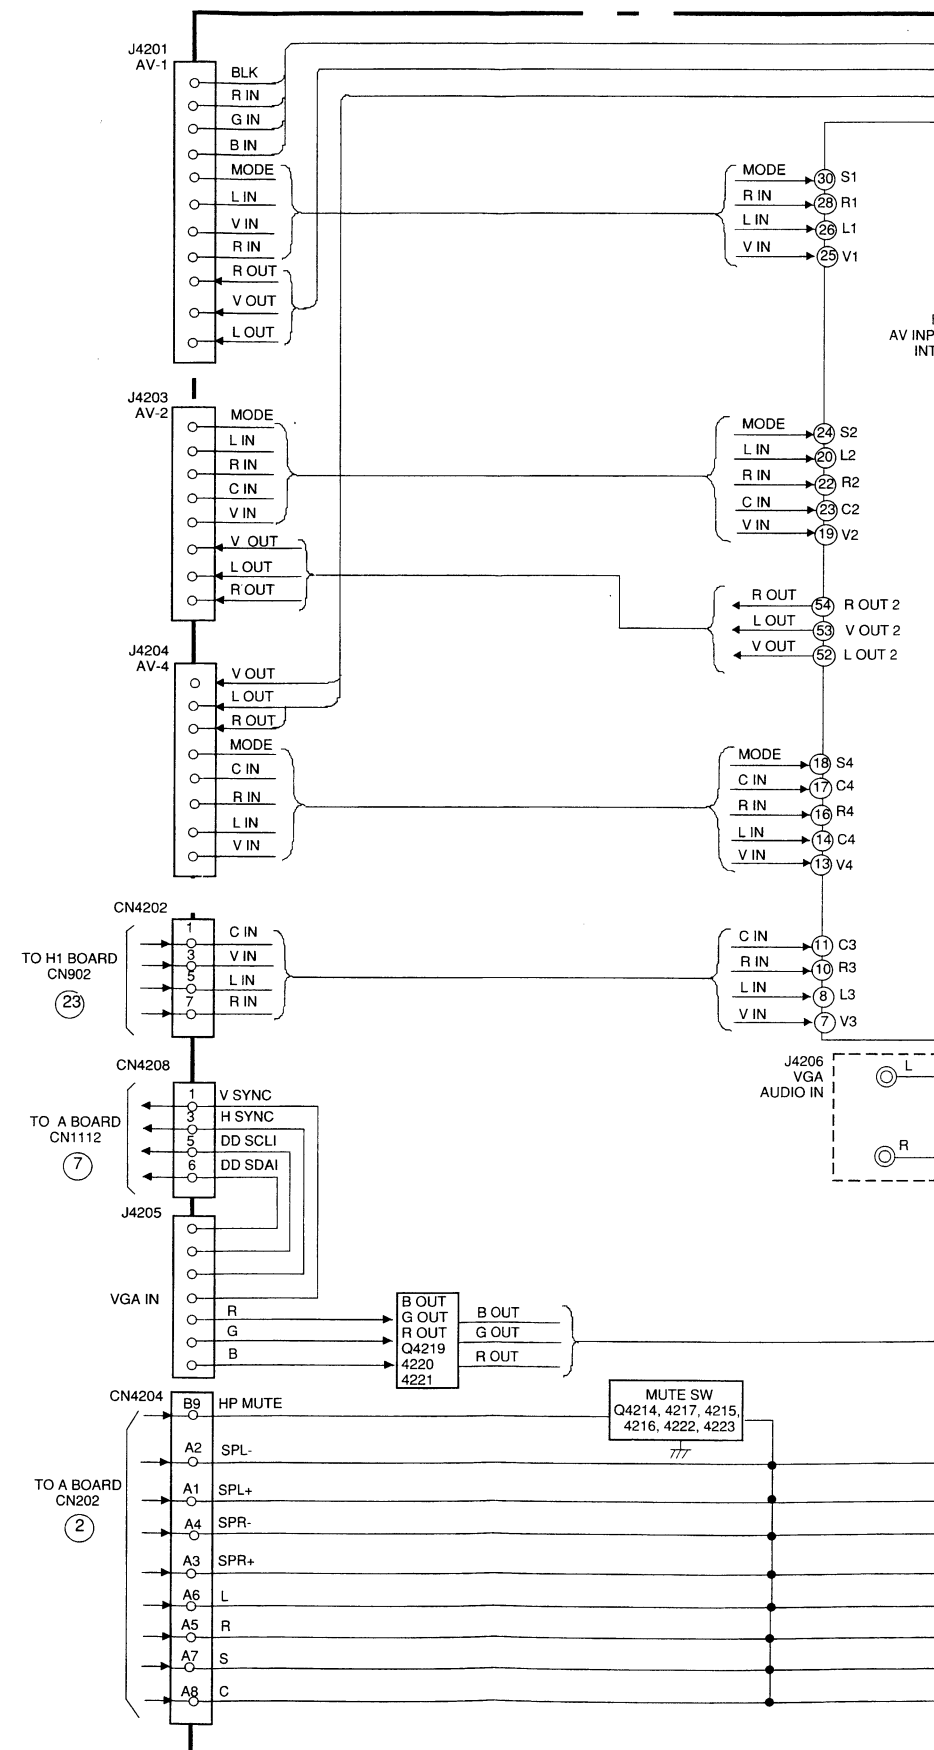 J4201
AV-1
BLK
R IN
G IN
B IN
MODE
L IN
V IN
R IN
R OUT
V OUT
L OUT
MODE
R IN
L IN
V IN
30 S1
28 R1
26 L1
25 V1
AV INP
INT
J4203
AV-2
MODE
L IN
R IN
C IN
V IN
V OUT
L OUT
R OUT
MODE
L IN
R IN
C IN
V IN
24 S2
20 L2
22 R2
23 C2
19 V2
R OUT
L OUT
V OUT
54 R OUT 2
53 V OUT 2
52 L OUT 2
J4204
AV-4
V OUT
L OUT
R OUT
MODE
C IN
R IN
L IN
V IN
MODE
C IN
R IN
L IN
V IN
18 S4
17 C4
16 R4
14 C4
13 V4
CN4202
TO H1 BOARD
CN902
23
1
3
5
7
C IN
V IN
L IN
R IN
C IN
R IN
L IN
V IN
11 C3
10 R3
8 L3
7 V3
J4206
VGA
AUDIO IN
L
R
CN4208
TO A BOARD
CN1112
7
1 V SYNC
3 H SYNC
5 DD SCLI
6 DD SDAI
J4205
VGA IN
R
G
B
B OUT
G OUT
R OUT
Q4219
4220
4221
B OUT
G OUT
R OUT
CN4204
TO A BOARD
CN202
2
B9 HP MUTE
A2 SPL-
A1 SPL+
A4 SPR-
A3 SPR+
A6 L
A5 R
A7 S
A8 C
MUTE SW
Q4214, 4217, 4215,
4216, 4222, 4223